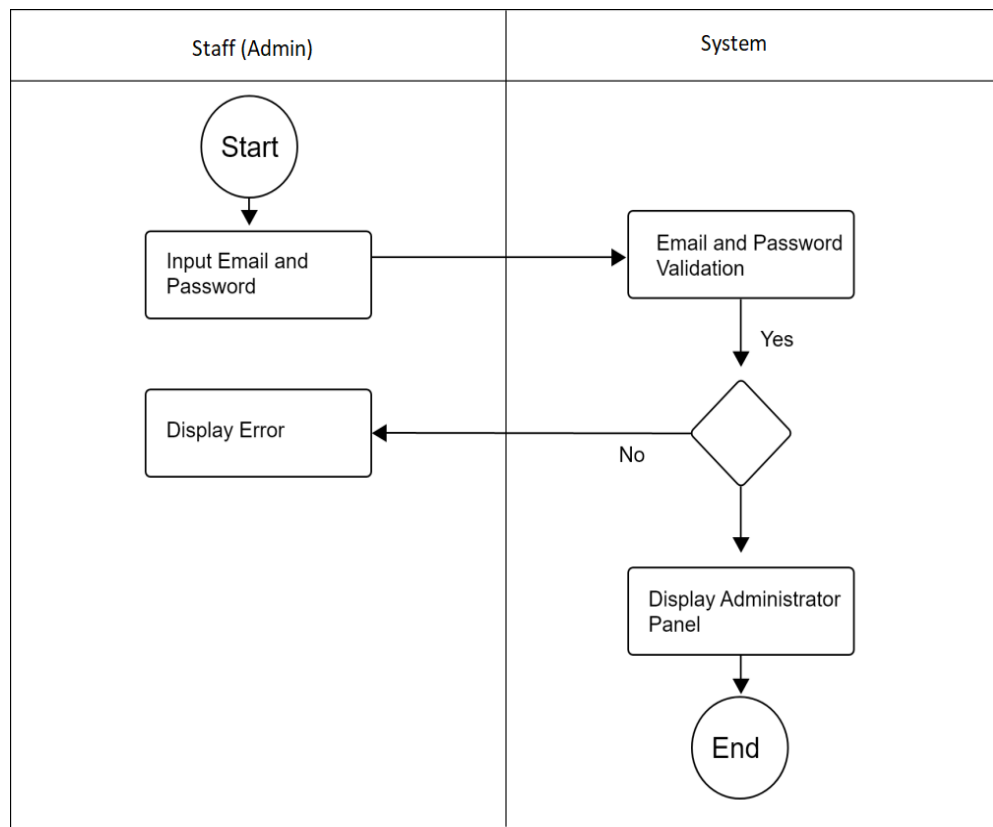 Staff (Admin)
System
Start
Input Email and
Password
Email and Password
Validation
Yes
Display Error
No
Display Administrator
Panel
End